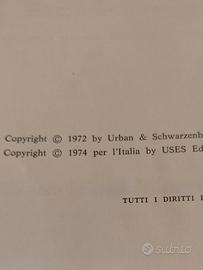 Copyright © 1972 by Urban & Schwarzenb
Copyright © 1974 per l'Italia by USES Ed
TUTTI I DIRITTI
subito